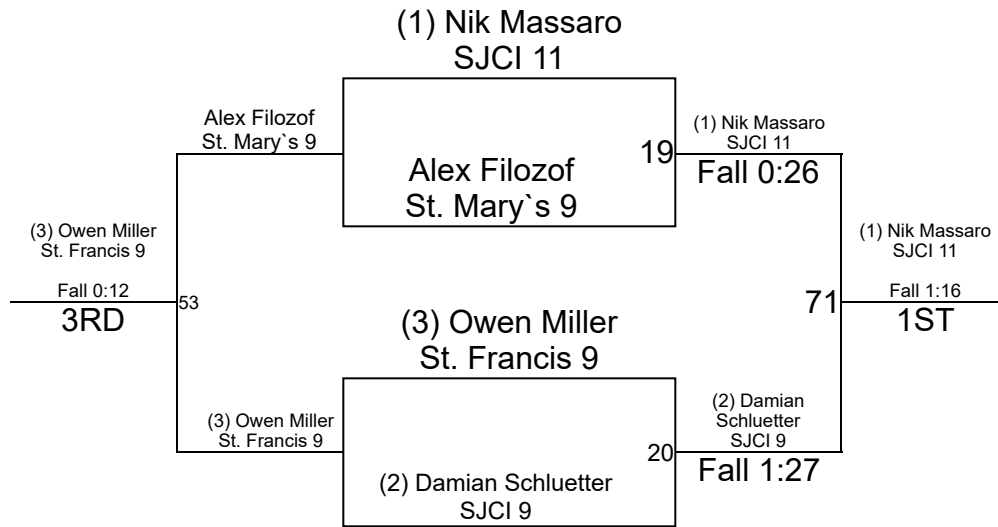 (1) Nik Massaro
SJCI 11
Alex Filozof
St. Mary`s 9
19
(1) Nik Massaro
SJCI 11
Alex Filozof
St. Mary`s 9
Fall 0:26
(3) Owen Miller
St. Francis 9
(1) Nik Massaro
SJCI 11
Fall 0:12
53
71
Fall 1:16
3RD
1ST
(3) Owen Miller
St. Francis 9
(3) Owen Miller
St. Francis 9
20
(2) Damian
Schluetter
SJCI 9
(2) Damian Schluetter
SJCI 9
Fall 1:27